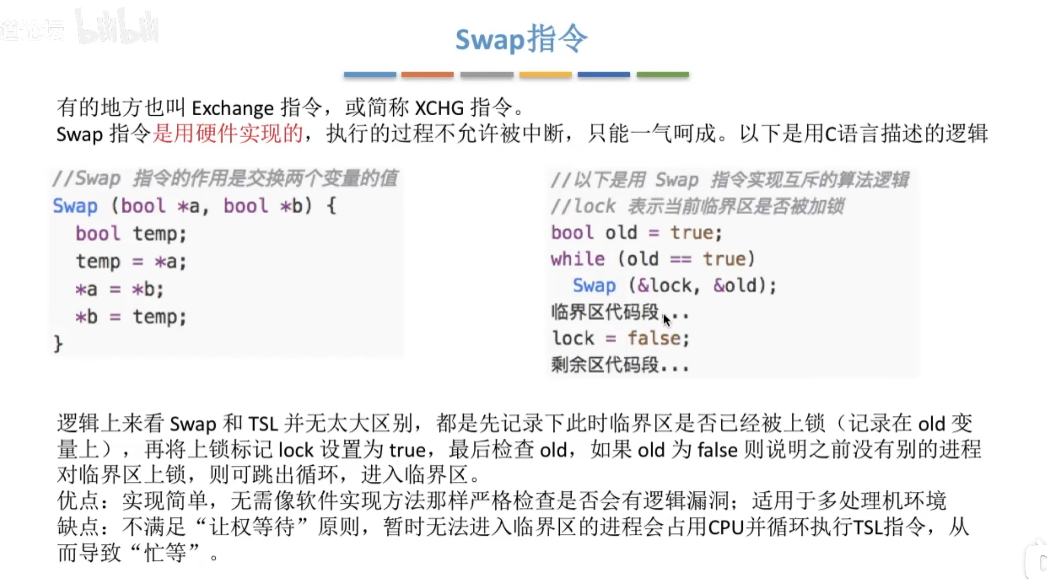 bilibili
Swap指令
有的地方也叫 Exchange 指令，或简称 XCHG 指令。
Swap 指令是用硬件实现的，执行的过程不允许被中断，只能一气呵成。以下是用C语言描述的逻辑
//Swap 指令的作用是交换两个变量的值
Swap (bool *a, bool *b) {
bool temp;
temp = *a;
*a = *b;
*b = temp;
}
//以下是用 Swap 指令实现互斥的算法逻辑
//lock 表示当前临界区是否被加锁
bool old = true;
while (old == true)
Swap (&lock, &old);
临界区代码段...
lock = false;
剩余区代码段...
逻辑上来看 Swap 和 TSL 并无太大区别，都是先记录下此时临界区是否已经被上锁（记录在 old 变
量上），再将上锁标记 lock 设置为 true，最后检查 old，如果 old 为 false 则说明之前没有别的进程
对临界区上锁，则可跳出循环，进入临界区。
优点：实现简单，无需像软件实现方法那样严格检查是否会有逻辑漏洞；适用于多处理机环境
缺点：不满足“让权等待”原则，暂时无法进入临界区的进程会占用CPU并循环执行TSL指令，从
而导致“忙等”。